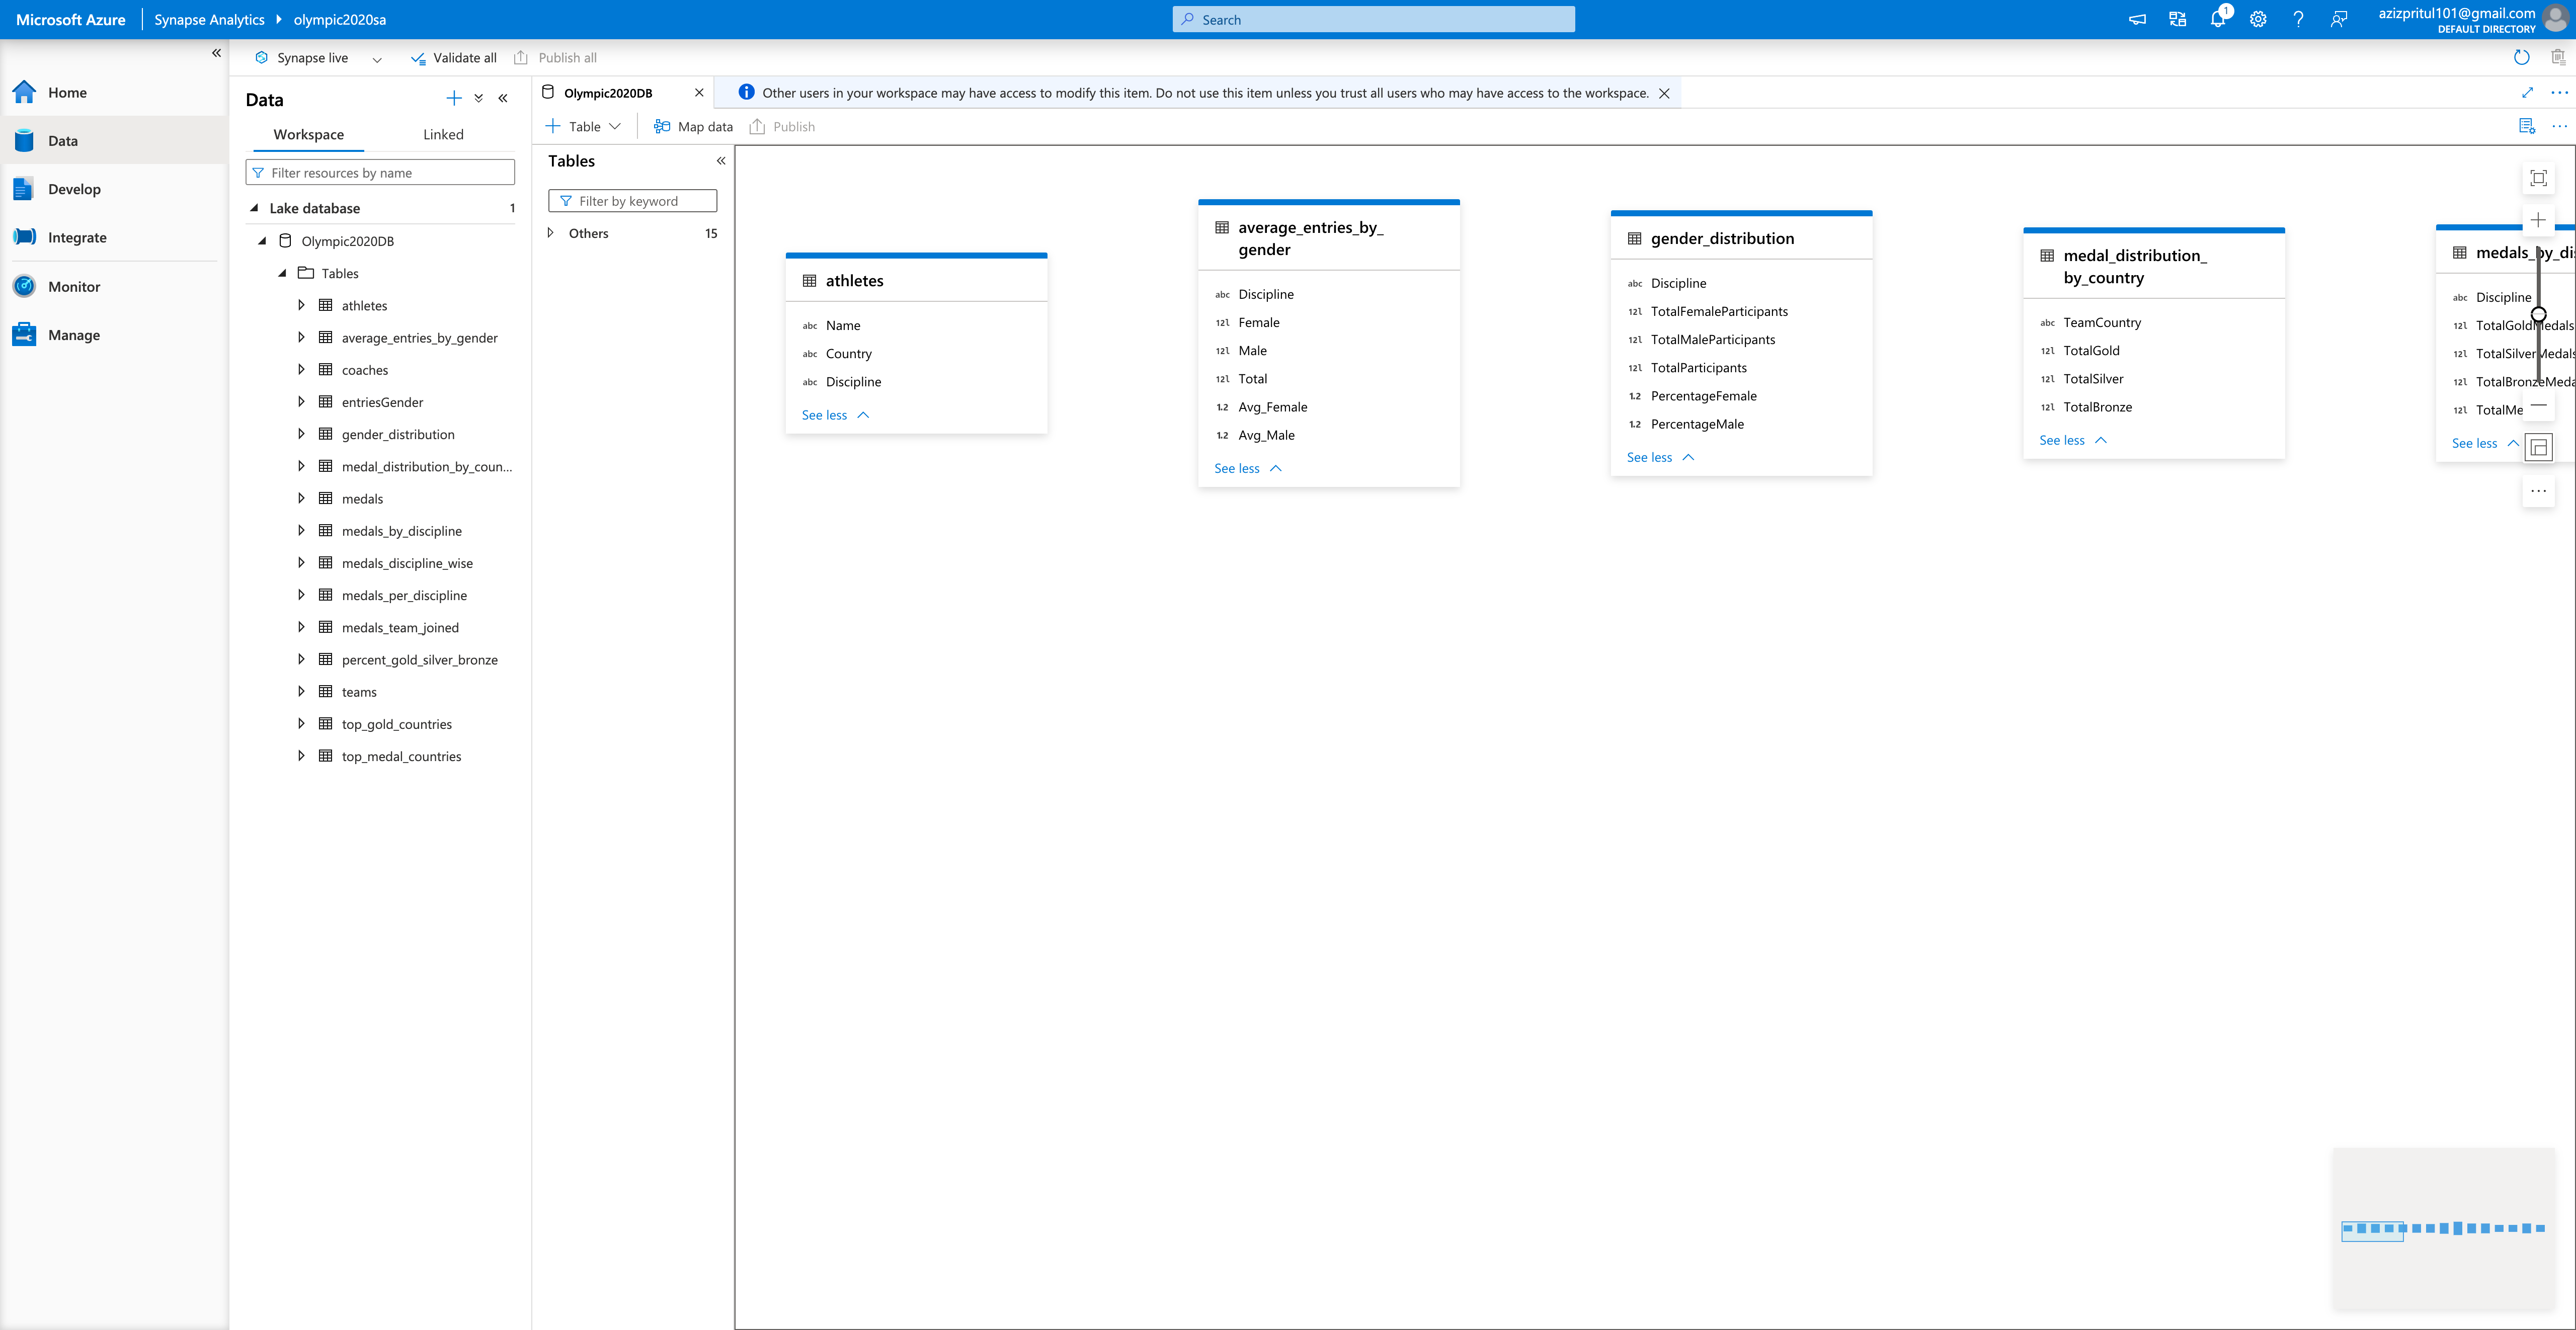 Microsoft Azure
Synapse Analytics
olympic2020sa
Search
1
azizpritul101@gmail.com
DEFAULT DIRECTORY
Home
Data
Develop
Integrate
Monitor
Manage
Synapse live
Validate all
Publish all
Data
Workspace
Linked
Filter resources by name
Lake database 1
Olympic2020DB
Tables
athletes
average_entries_by_gender
coaches
entriesGender
gender_distribution
medal_distribution_by_coun...
medals
medals_by_discipline
medals_discipline_wise
medals_per_discipline
medals_team_joined
percent_gold_silver_bronze
teams
top_gold_countries
top_medal_countries
Olympic2020DB
Other users in your workspace may have access to modify this item. Do not use this item unless you trust all users who may have access to the workspace.
Table
Map data
Publish
Tables
Filter by keyword
Others 15
athletes
abc Name
abc Country
abc Discipline
See less
average_entries_by_
gender
abc Discipline
12l Female
12l Male
12l Total
1.2 Avg_Female
1.2 Avg_Male
See less
gender_distribution
abc Discipline
12l TotalFemaleParticipants
12l TotalMaleParticipants
12l TotalParticipants
1.2 PercentageFemale
1.2 PercentageMale
See less
medal_distribution_
by_country
abc TeamCountry
12l TotalGold
12l TotalSilver
12l TotalBronze
See less
medals_by_di
abc Discipline
12l TotalGoldMedals
12l TotalSilverMedals
12l TotalBronzeMeda
12l TotalMe
See less